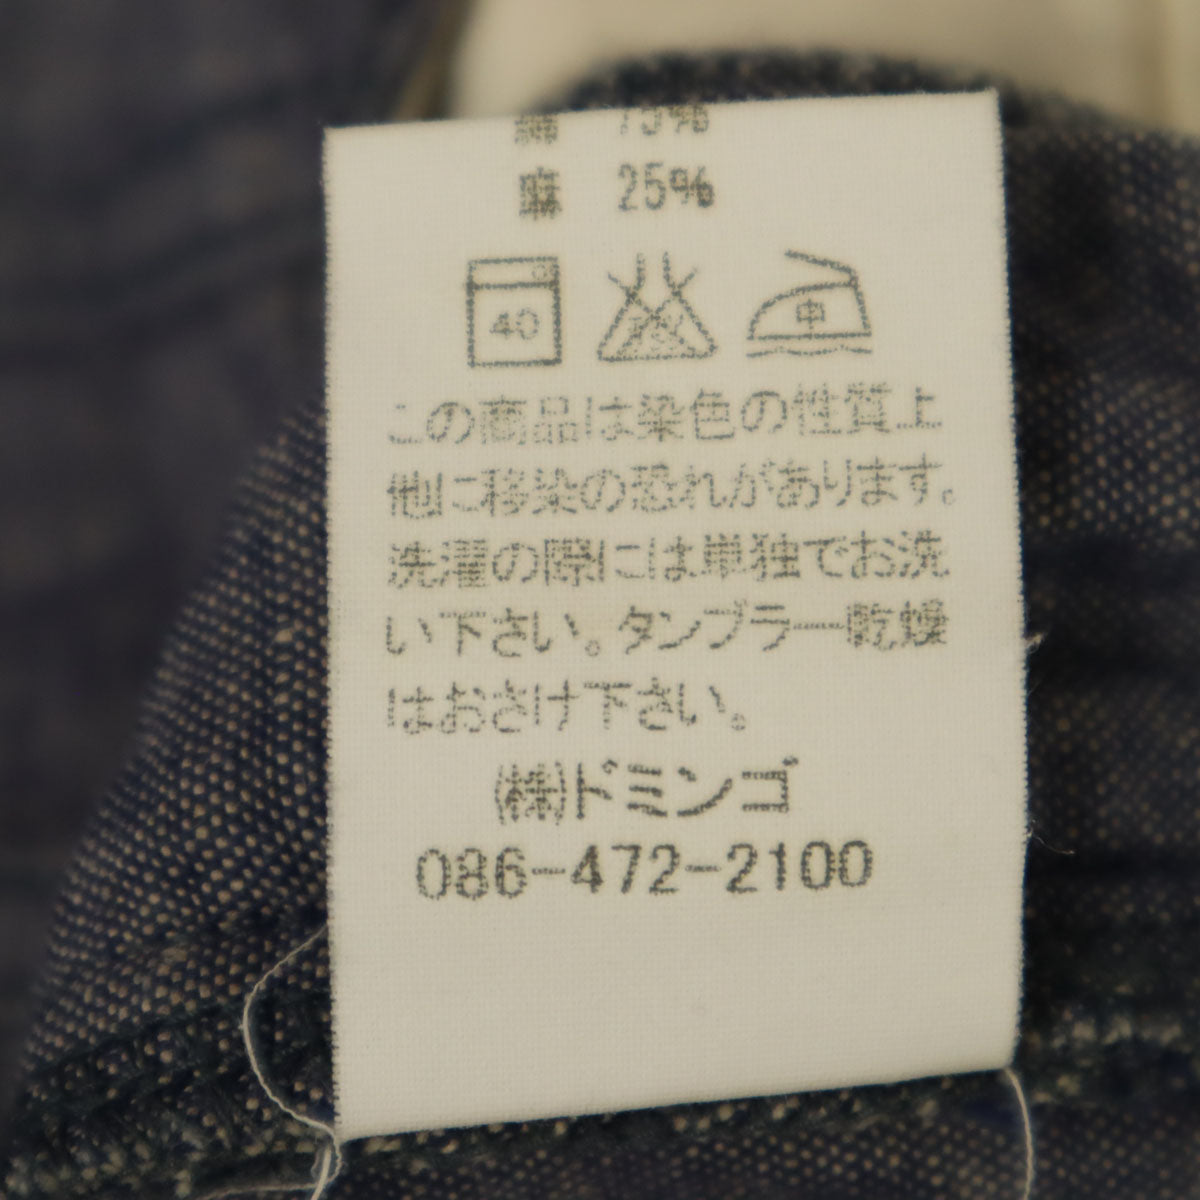 綿 75%
麻 25%
40
中
この商品は染色の性質上
他に移染の恐れがあります。
洗濯の際には単独でお洗
い下さい。タンブラー乾燥
はおさけ下さい。
㈱ドミンゴ
086-472-2100